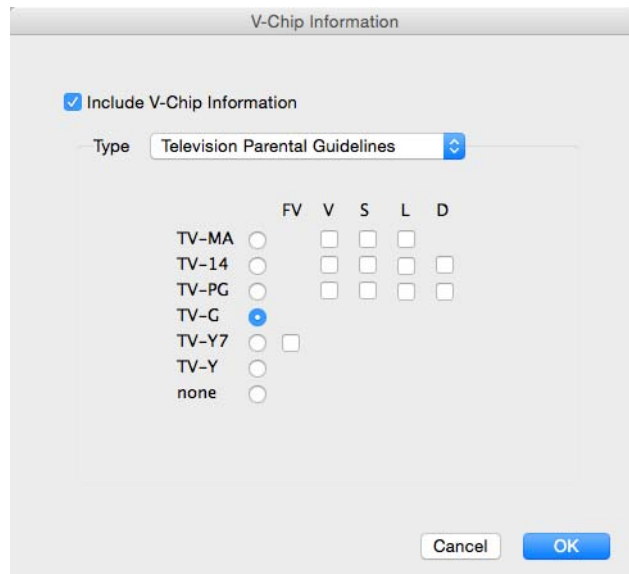 V-Chip Information
Include V-Chip Information
Type Television Parental Guidelines
FV V S L D
TV-MA
TV-14
TV-PG
TV-G
TV-Y7
TV-Y
none
Cancel OK